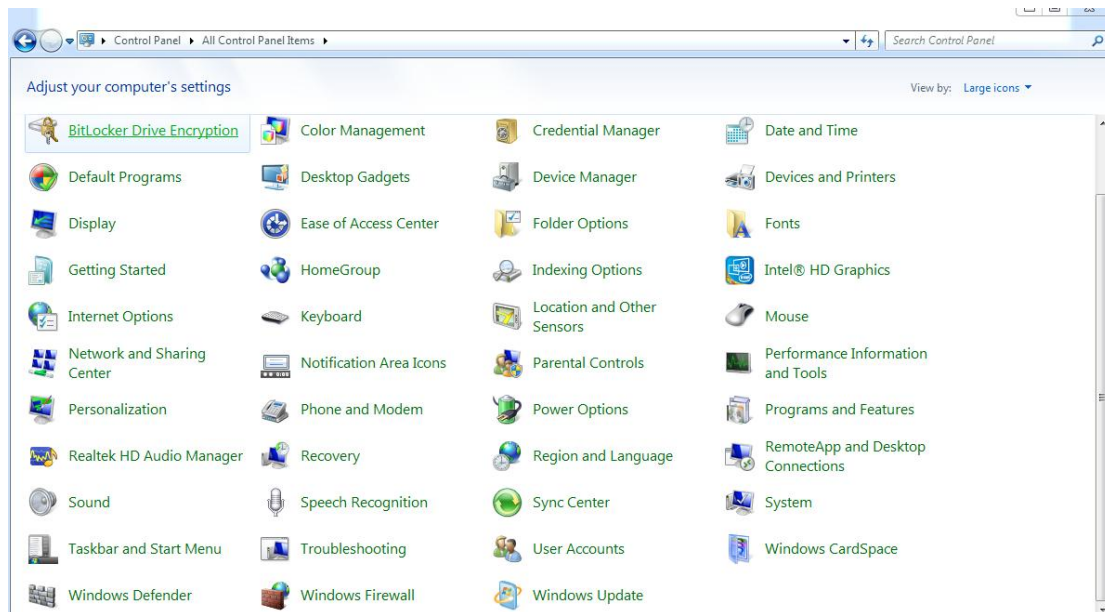 Control Panel All Control Panel Items
Search Control Panel
Adjust your computer's settings
View by: Large icons
BitLocker Drive Encryption
Color Management
Credential Manager
Date and Time
Default Programs
Desktop Gadgets
Device Manager
Devices and Printers
Display
Ease of Access Center
Folder Options
Fonts
Getting Started
HomeGroup
Indexing Options
Intel® HD Graphics
Internet Options
Keyboard
Location and Other
Sensors
Mouse
Network and Sharing
Center
Notification Area Icons
Parental Controls
Performance Information
and Tools
Personalization
Phone and Modem
Power Options
Programs and Features
Realtek HD Audio Manager
Recovery
Region and Language
RemoteApp and Desktop
Connections
Sound
Speech Recognition
Sync Center
System
Taskbar and Start Menu
Troubleshooting
User Accounts
Windows CardSpace
Windows Defender
Windows Firewall
Windows Update